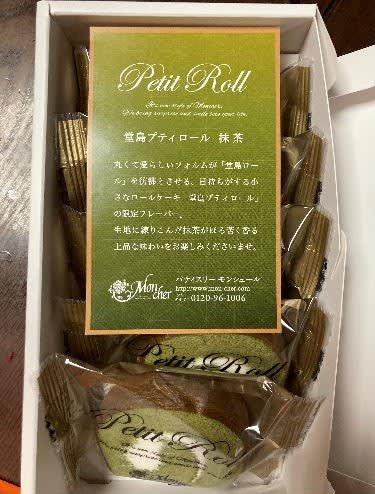 Petit Roll
堂島プティロール 抹茶
丸くて愛らしいフォルムが「堂島ロー
ル」を彷彿とさせる、日持ちがする小
さなロールケーキ「堂島プティロール」
の限定フレーバー。
生地に練りこんだ抹茶がほろ苦く香る
上品な味わいをお楽しみくださいませ。
Mon
cher
パティスリー モンシュール
http://www.mon-cher.com
0120-96-1006
Petit Roll
Petit Roll